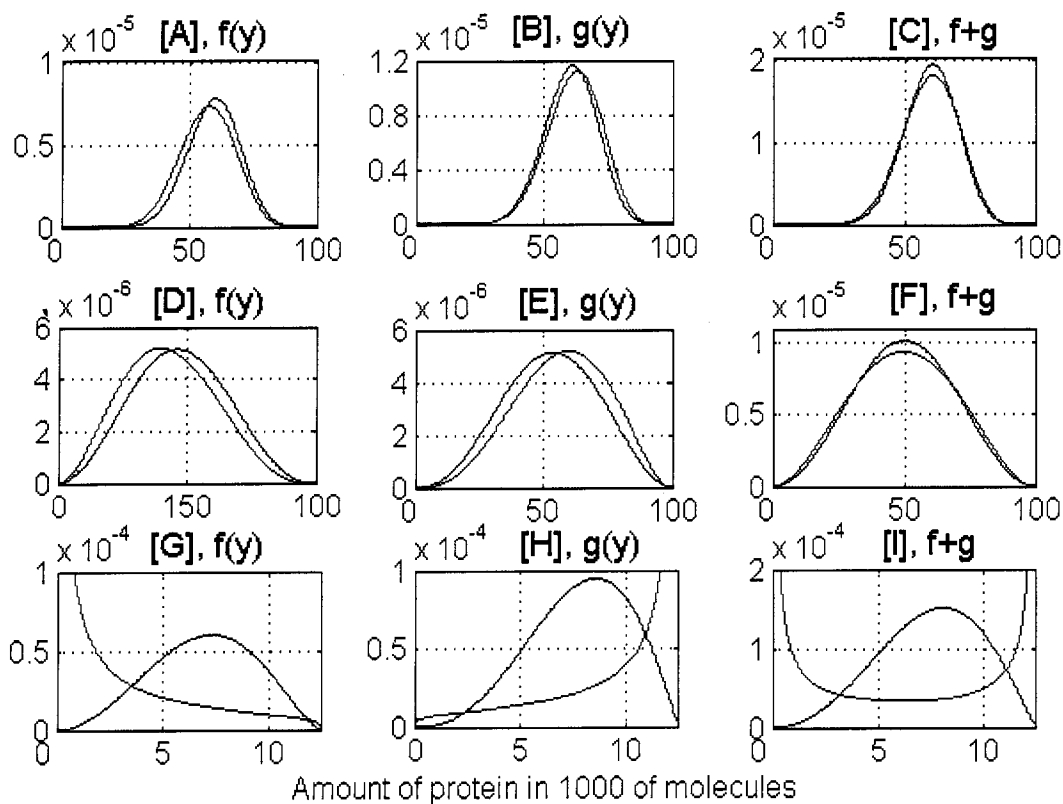 x 10^-5 [A], f(y)
x 10^-5 [B], g(y)
x 10^-5 [C], f+g
1
0.5
0
0 50 100
1.2
0.8
0.4
0
0 50 100
2
1
0
0 50 100
x 10^-6 [D], f(y)
x 10^-6 [E], g(y)
x 10^-5 [F], f+g
6
4
2
0
0 150 100
6
4
2
0
0 50 100
1
0.5
0
0 50 100
x 10^-4 [G], f(y)
x 10^-4 [H], g(y)
x 10^-4 [I], f+g
1
0.5
0
0 5 10
1
0.5
0
0 5 10
2
1
0
0 5 10
Amount of protein in 1000 of molecules